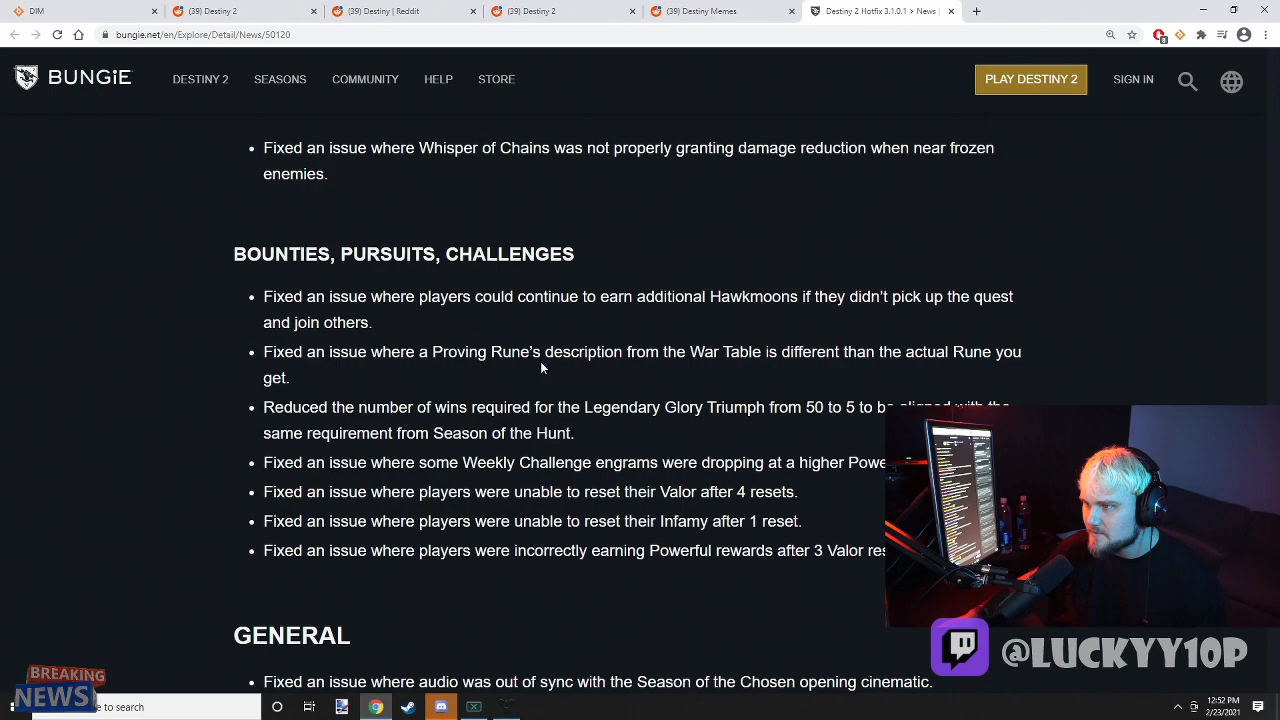 DIM
(39) Destiny 2
(39) Destiny | Reddit
(39) Destiny 2
(39) Destiny Memes
Destiny 2 Hotfix 3.1.0.1 > News |
bungie.net/en/Explore/Detail/News/50120
BUNGiE
DESTINY 2
SEASONS
COMMUNITY
HELP
STORE
PLAY DESTINY 2
SIGN IN
Fixed an issue where Whisper of Chains was not properly granting damage reduction when near frozen
enemies.
BOUNTIES, PURSUITS, CHALLENGES
Fixed an issue where players could continue to earn additional Hawkmoons if they didn't pick up the quest
and join others.
Fixed an issue where a Proving Rune's description from the War Table is different than the actual Rune you
get.
Reduced the number of wins required for the Legendary Glory Triumph from 50 to 5 to be aligned with the
same requirement from Season of the Hunt.
Fixed an issue where some Weekly Challenge engrams were dropping at a higher Powe
Fixed an issue where players were unable to reset their Valor after 4 resets.
Fixed an issue where players were unable to reset their Infamy after 1 reset.
Fixed an issue where players were incorrectly earning Powerful rewards after 3 Valor res
GENERAL
Fixed an issue where audio was out of sync with the Season of the Chosen opening cinematic.
@LUCKYY10P
BREAKING
NEWS
e to search
12:52 PM
2/23/2021